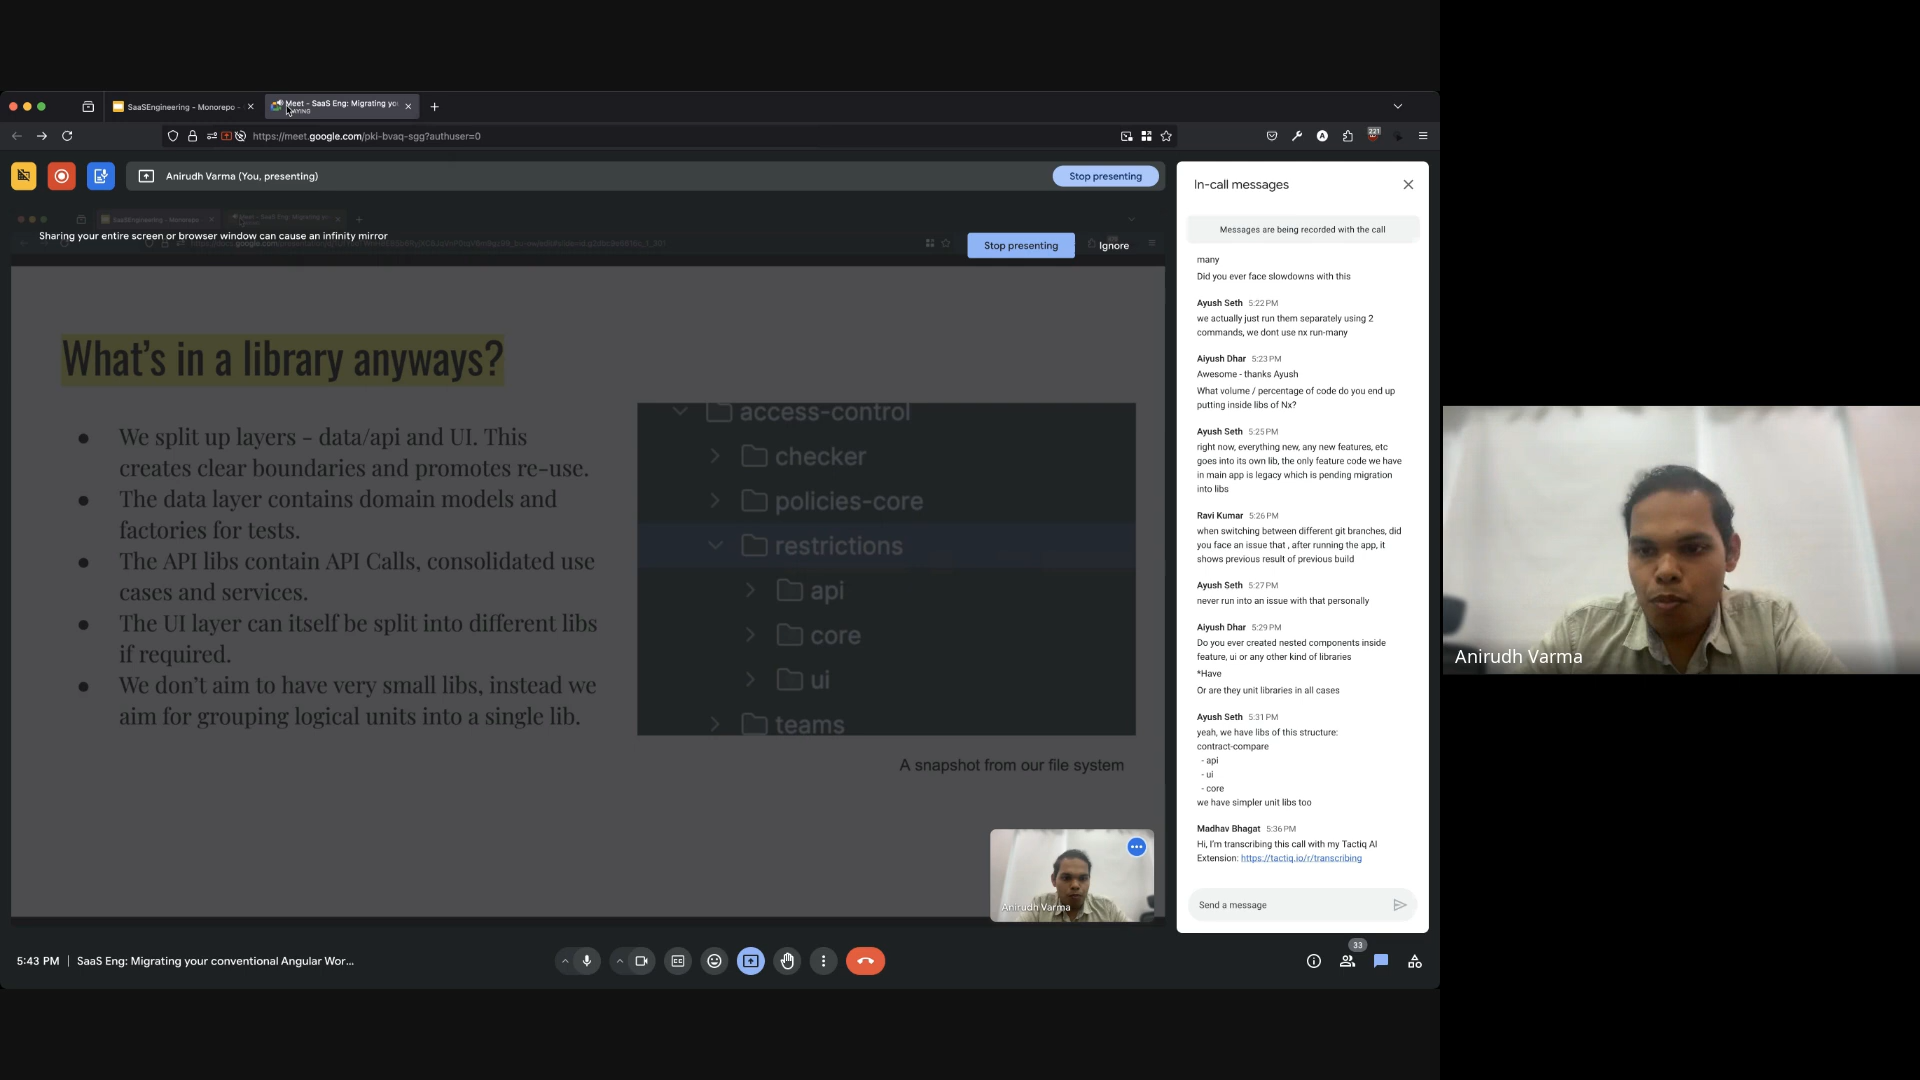 SaaSEngineering - Monorepo -
Meet - SaaS Eng: Migrating yo
https://meet.google.com/pki-bvaq-sgg?authuser=0
221
Anirudh Varma (You, presenting)
Stop presenting
Sharing your entire screen or browser window can cause an infinity mirror
Stop presenting
Ignore
What's in a library anyways?
● We split up layers - data/api and UI. This
creates clear boundaries and promotes re-use.
● The data layer contains domain models and
factories for tests.
● The API libs contain API Calls, consolidated use
cases and services.
● The UI layer can itself be split into different libs
if required.
● We don't aim to have very small libs, instead we
aim for grouping logical units into a single lib.
access-control
checker
policies-core
restrictions
api
core
ui
teams
A snapshot from our file system
Anirudh Varma
In-call messages
Messages are being recorded with the call
many
Did you ever face slowdowns with this
Ayush Seth 5:22 PM
we actually just run them separately using 2
commands, we dont use nx run-many
Aiyush Dhar 5:23 PM
Awesome - thanks Ayush
What volume / percentage of code do you end up
putting inside libs of Nx?
Ayush Seth 5:25 PM
right now, everything new, any new features, etc
goes into its own lib, the only feature code we have
in main app is legacy which is pending migration
into libs
Ravi Kumar 5:26 PM
when switching between different git branches, did
you face an issue that , after running the app, it
shows previous result of previous build
Ayush Seth 5:27 PM
never run into an issue with that personally
Aiyush Dhar 5:29 PM
Do you ever created nested components inside
feature, ui or any other kind of libraries
*Have
Or are they unit libraries in all cases
Ayush Seth 5:31 PM
yeah, we have libs of this structure:
contract-compare
- api
- ui
- core
we have simpler unit libs too
Madhav Bhagat 5:36 PM
Hi, I'm transcribing this call with my Tactiq AI
Extension: https://tactiq.io/r/transcribing
Send a message
5:43 PM | SaaS Eng: Migrating your conventional Angular Wor...
33
Anirudh Varma